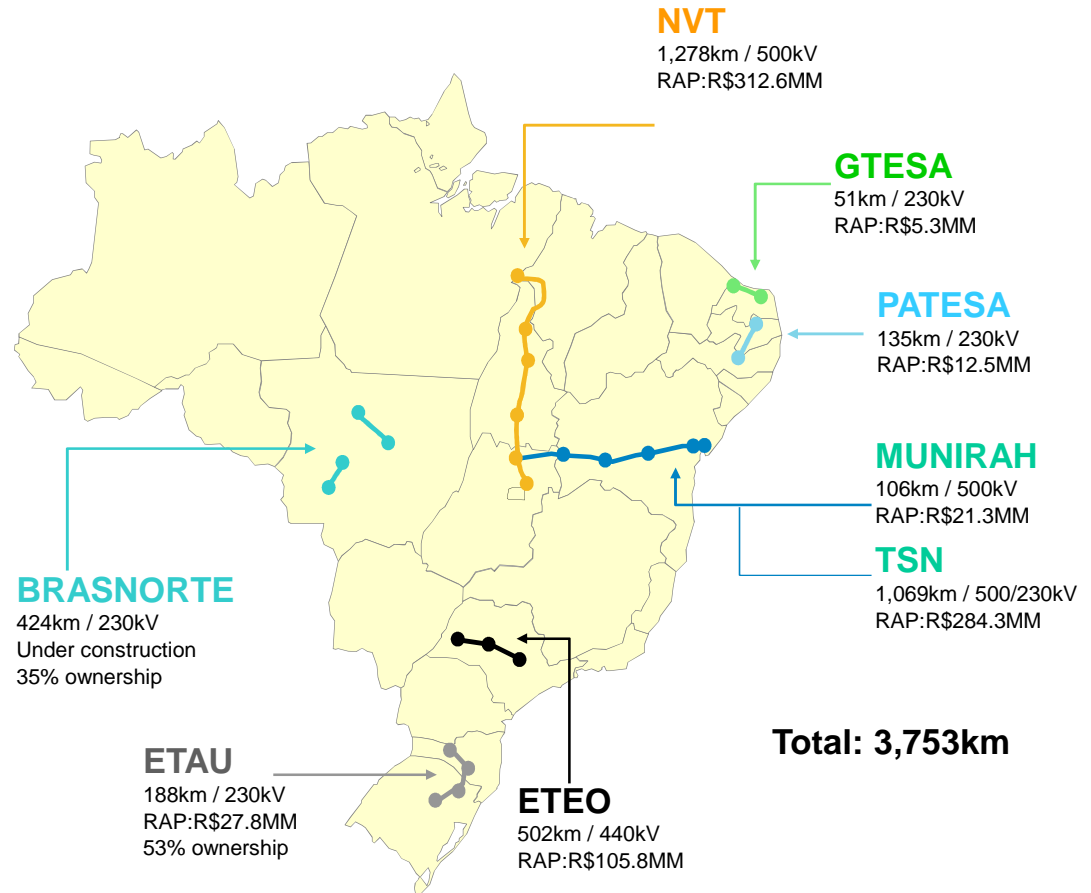 NVT
1,278km / 500kV
RAP:R$312.6MM
GTESA
51km / 230kV
RAP:R$5.3MM
PATESA
135km / 230kV
RAP:R$12.5MM
MUNIRAH
106km / 500kV
RAP:R$21.3MM
TSN
1,069km / 500/230kV
RAP:R$284.3MM
BRASNORTE
424km / 230kV
Under construction
35% ownership
ETAU
188km / 230kV
RAP:R$27.8MM
53% ownership
ETEO
502km / 440kV
RAP:R$105.8MM
Total: 3,753km